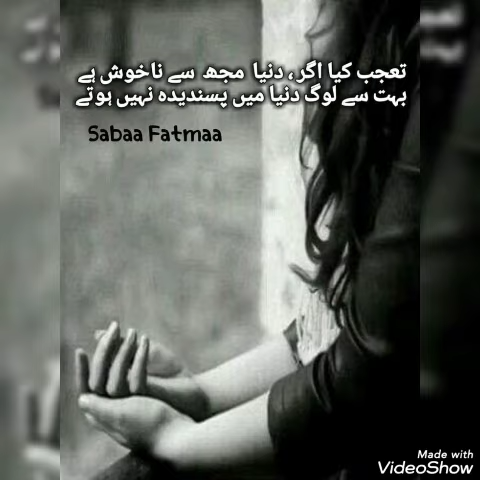 تعجب کیا اگر، دنیا مجھ سے ناخوش ہے
بہت سے لوگ دنیا میں پسندیدہ نہیں ہوتے
Sabaa Fatmaa
Made with
VideoShow